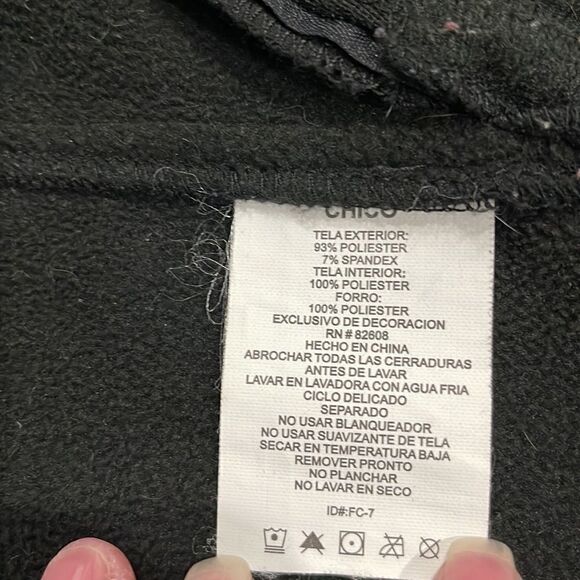 CHICO
TELA EXTERIOR:
93% POLIESTER
7% SPANDEX
TELA INTERIOR:
100% POLIESTER
FORRO:
100% POLIESTER
EXCLUSIVO DE DECORACION
RN # 82608
HECHO EN CHINA
ABROCHAR TODAS LAS CERRADURAS
ANTES DE LAVAR
LAVAR EN LAVADORA CON AGUA FRIA
CICLO DELICADO
SEPARADO
NO USAR BLANQUEADOR
NO USAR SUAVIZANTE DE TELA
SECAR EN TEMPERATURA BAJA
REMOVER PRONTO
NO PLANCHAR
NO LAVAR EN SECO
ID#:FC-7